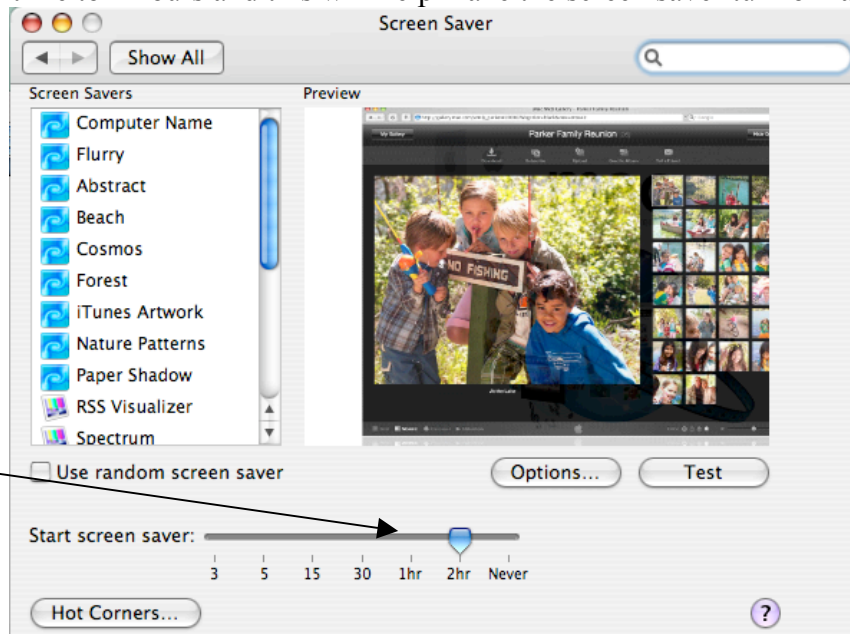 Screen Saver
Show All
Screen Savers
Preview
Computer Name
Flurry
Abstract
Beach
Cosmos
Forest
iTunes Artwork
Nature Patterns
Paper Shadow
RSS Visualizer
Spectrum
My Gallery
Parker Family Reunion
NO FISHING
Use random screen saver
Options...
Test
Start screen saver:
3 5 15 30 1hr 2hr Never
Hot Corners...
?